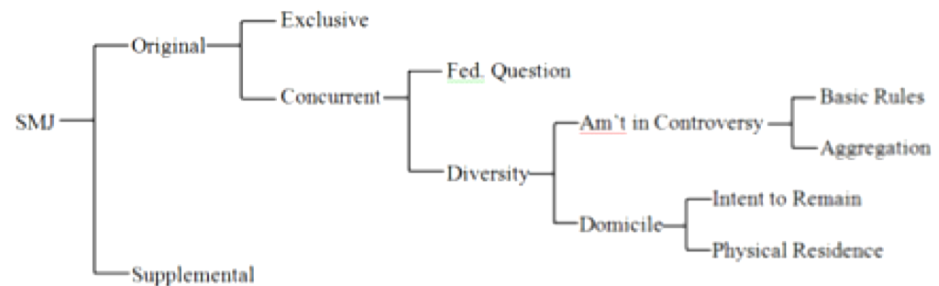 Exclusive
Original
Fed. Question
Concurrent
Basic Rules
SMJ
Am`t in Controversy
Aggregation
Diversity
Intent to Remain
Domicile
Physical Residence
Supplemental